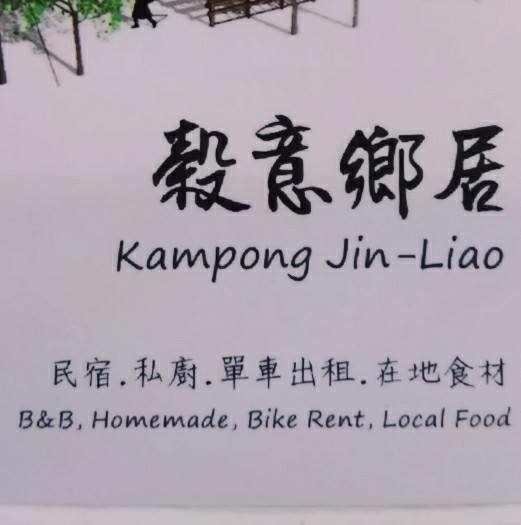 穀意鄉居
Kampong Jin-Liao
民宿.私廚.單車出租.在地食材
B&B, Homemade, Bike Rent, Local Food